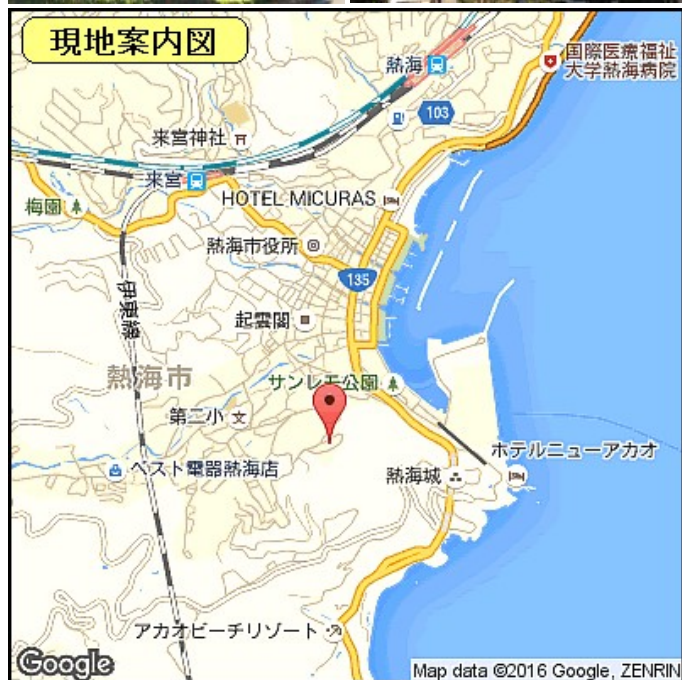 現地案内図
熱海
国際医療福祉
大学熱海病院
103
来宮神社
来宮
HOTEL MICURAS
梅園
熱海市役所
135
伊東線
起雲閣
熱海市
サンレモ公園
第二小
ホテルニューアカオ
ベスト電器熱海店
熱海城
アカオビーチリゾート
Google
Map data ©2016 Google, ZENRIN